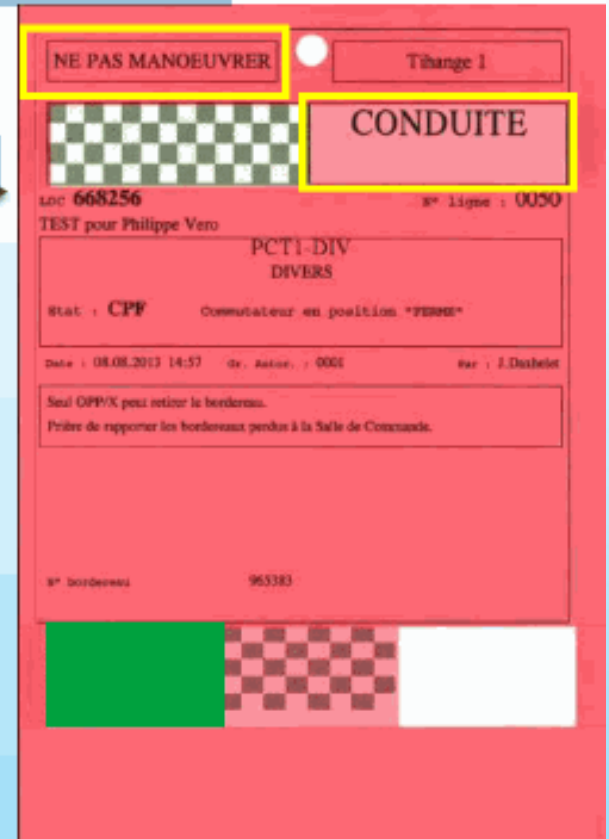 NE PAS MANOEUVRER
Tihange 1
CONDUITE
LOC 668256
N° ligne : 0050
TEST pour Philippe Vero
PCT1-DIV
DIVERS
Etat : CPF Commutateur en position "FERME"
Date : 08.08.2013 14:57 Gr. Autor. : 0001 Par : J.Danhelet
Seul OPP/X peut retirer le bordereau.
Prière de rapporter les bordereaux perdus à la Salle de Commande.
N° bordereau 965383